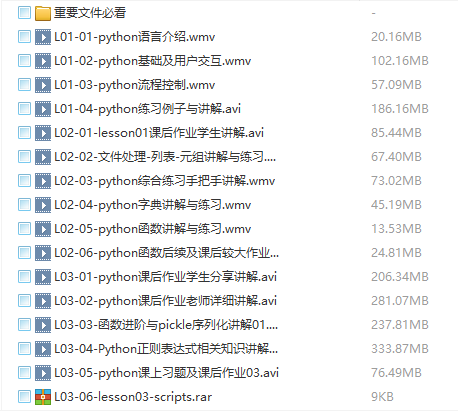 重要文件必看 -
L01-01-python语言介绍.wmv 20.16MB
L01-02-python基础及用户交互.wmv 102.16MB
L01-03-python流程控制.wmv 57.09MB
L01-04-python练习例子与讲解.avi 186.16MB
L02-01-lesson01课后作业学生讲解.avi 85.44MB
L02-02-文件处理-列表-元组讲解与练习.... 67.40MB
L02-03-python综合练习手把手讲解.wmv 73.02MB
L02-04-python字典讲解与练习.wmv 45.19MB
L02-05-python函数讲解与练习.wmv 13.53MB
L02-06-python函数后续及课后较大作业... 24.81MB
L03-01-python课后作业学生分享讲解.avi 206.34MB
L03-02-python课后作业老师详细讲解.avi 281.07MB
L03-03-函数进阶与pickle序列化讲解01.... 237.81MB
L03-04-Python正则表达式相关知识讲解... 333.87MB
L03-05-python课上习题及课后作业03.avi 76.49MB
L03-06-lesson03-scripts.rar 9KB